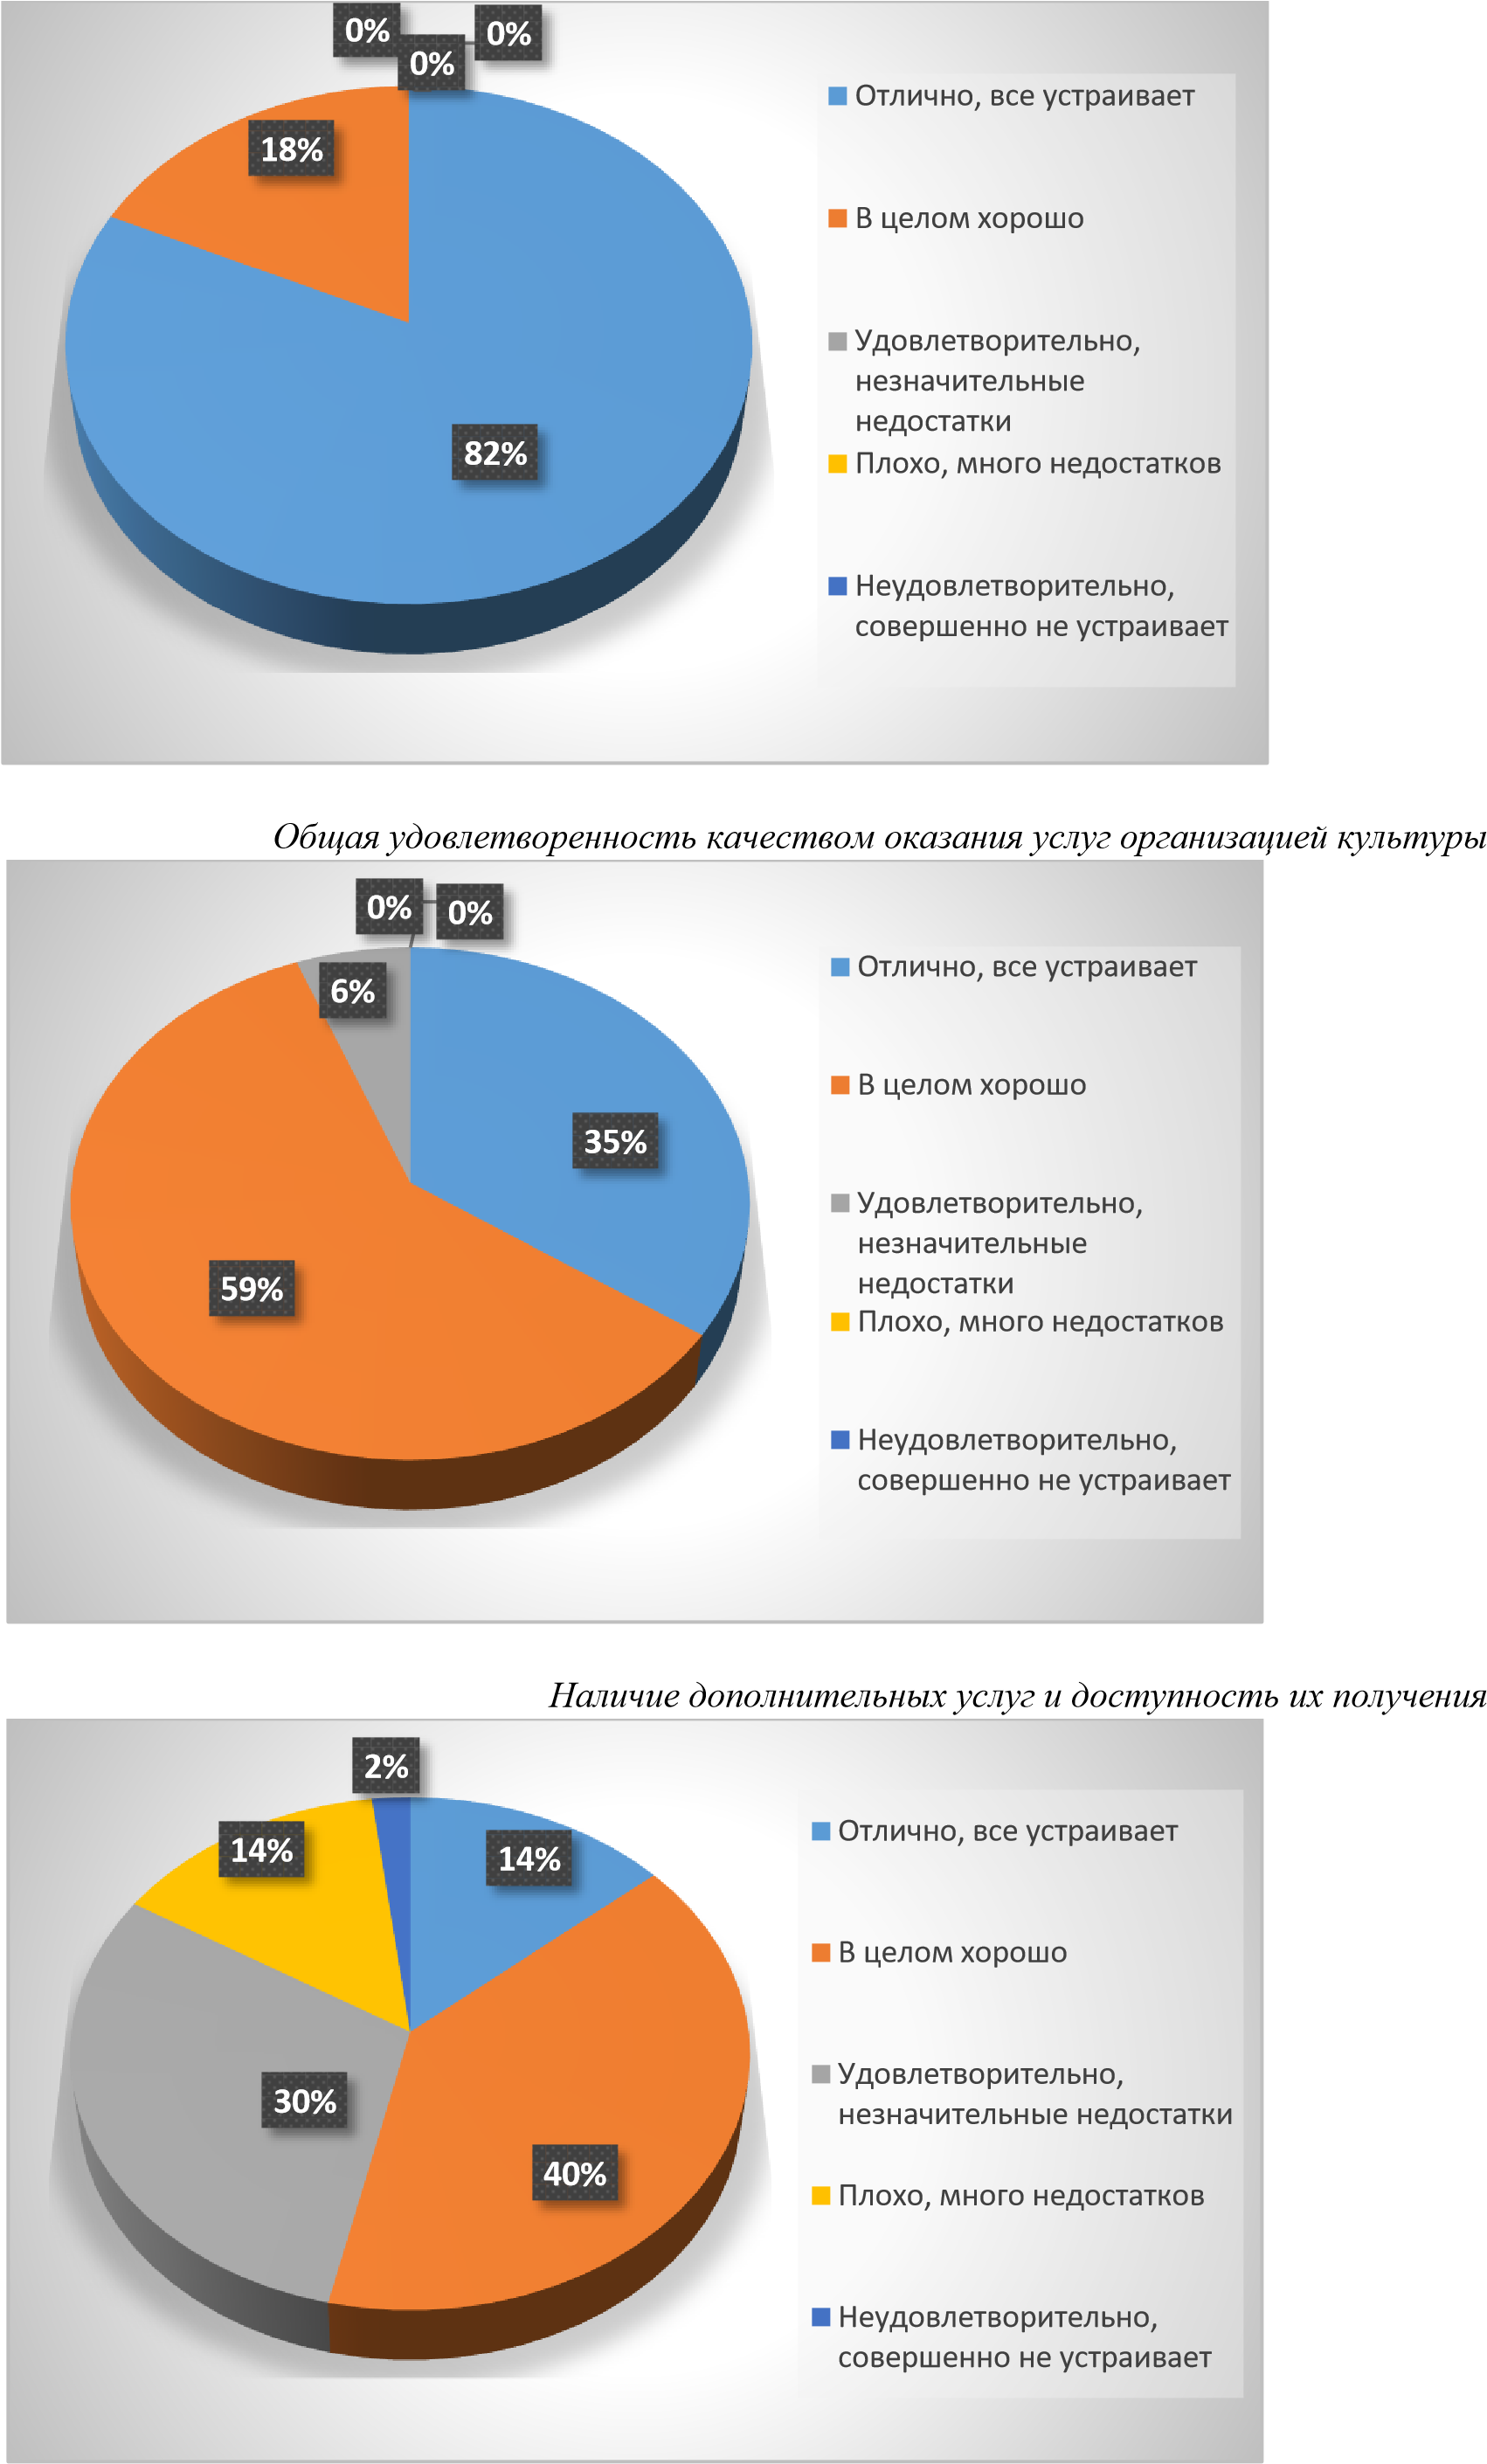 0%
0%
0%
18%
82%
Отлично, все устраивает
В целом хорошо
Удовлетворительно,
незначительные
недостатки
Плохо, много недостатков
Неудовлетворительно,
совершенно не устраивает
Общая удовлетворенность качеством оказания услуг организацией культуры
0%
0%
6%
35%
59%
Отлично, все устраивает
В целом хорошо
Удовлетворительно,
незначительные
недостатки
Плохо, много недостатков
Неудовлетворительно,
совершенно не устраивает
Наличие дополнительных услуг и доступность их получения
2%
14%
14%
30%
40%
Отлично, все устраивает
В целом хорошо
Удовлетворительно,
незначительные недостатки
Плохо, много недостатков
Неудовлетворительно,
совершенно не устраивает